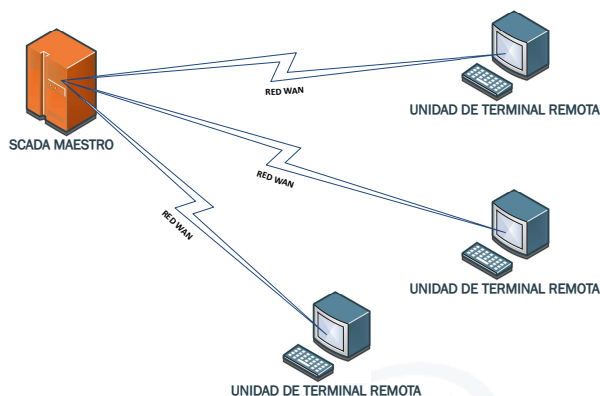 RED WAN
UNIDAD DE TERMINAL REMOTA
SCADA MAESTRO
RED WAN
RED WAN
UNIDAD DE TERMINAL REMOTA
UNIDAD DE TERMINAL REMOTA